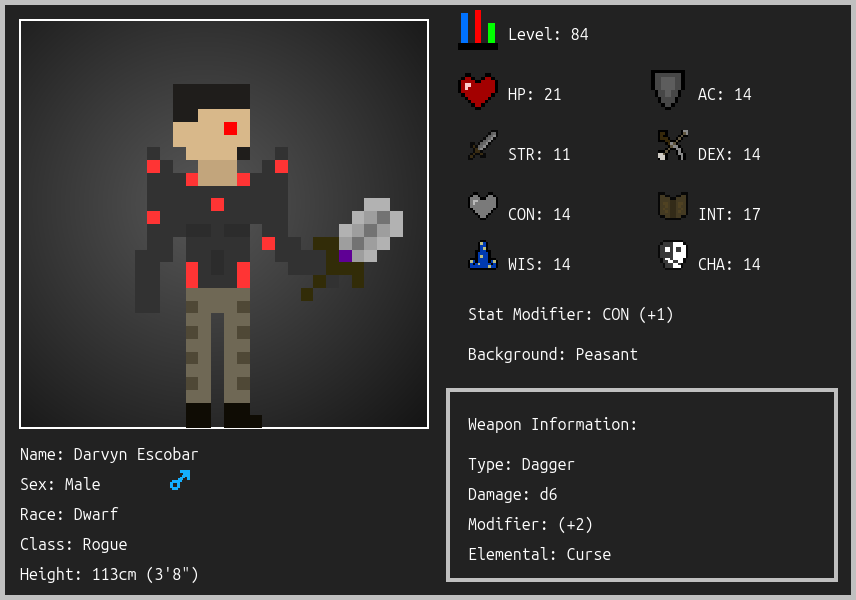 Level: 84
HP: 21
AC: 14
STR: 11
DEX: 14
CON: 14
INT: 17
WIS: 14
CHA: 14
Stat Modifier: CON (+1)
Background: Peasant
Weapon Information:
Type: Dagger
Damage: d6
Modifier: (+2)
Elemental: Curse
Name: Darvyn Escobar
Sex: Male
Race: Dwarf
Class: Rogue
Height: 113cm (3'8")